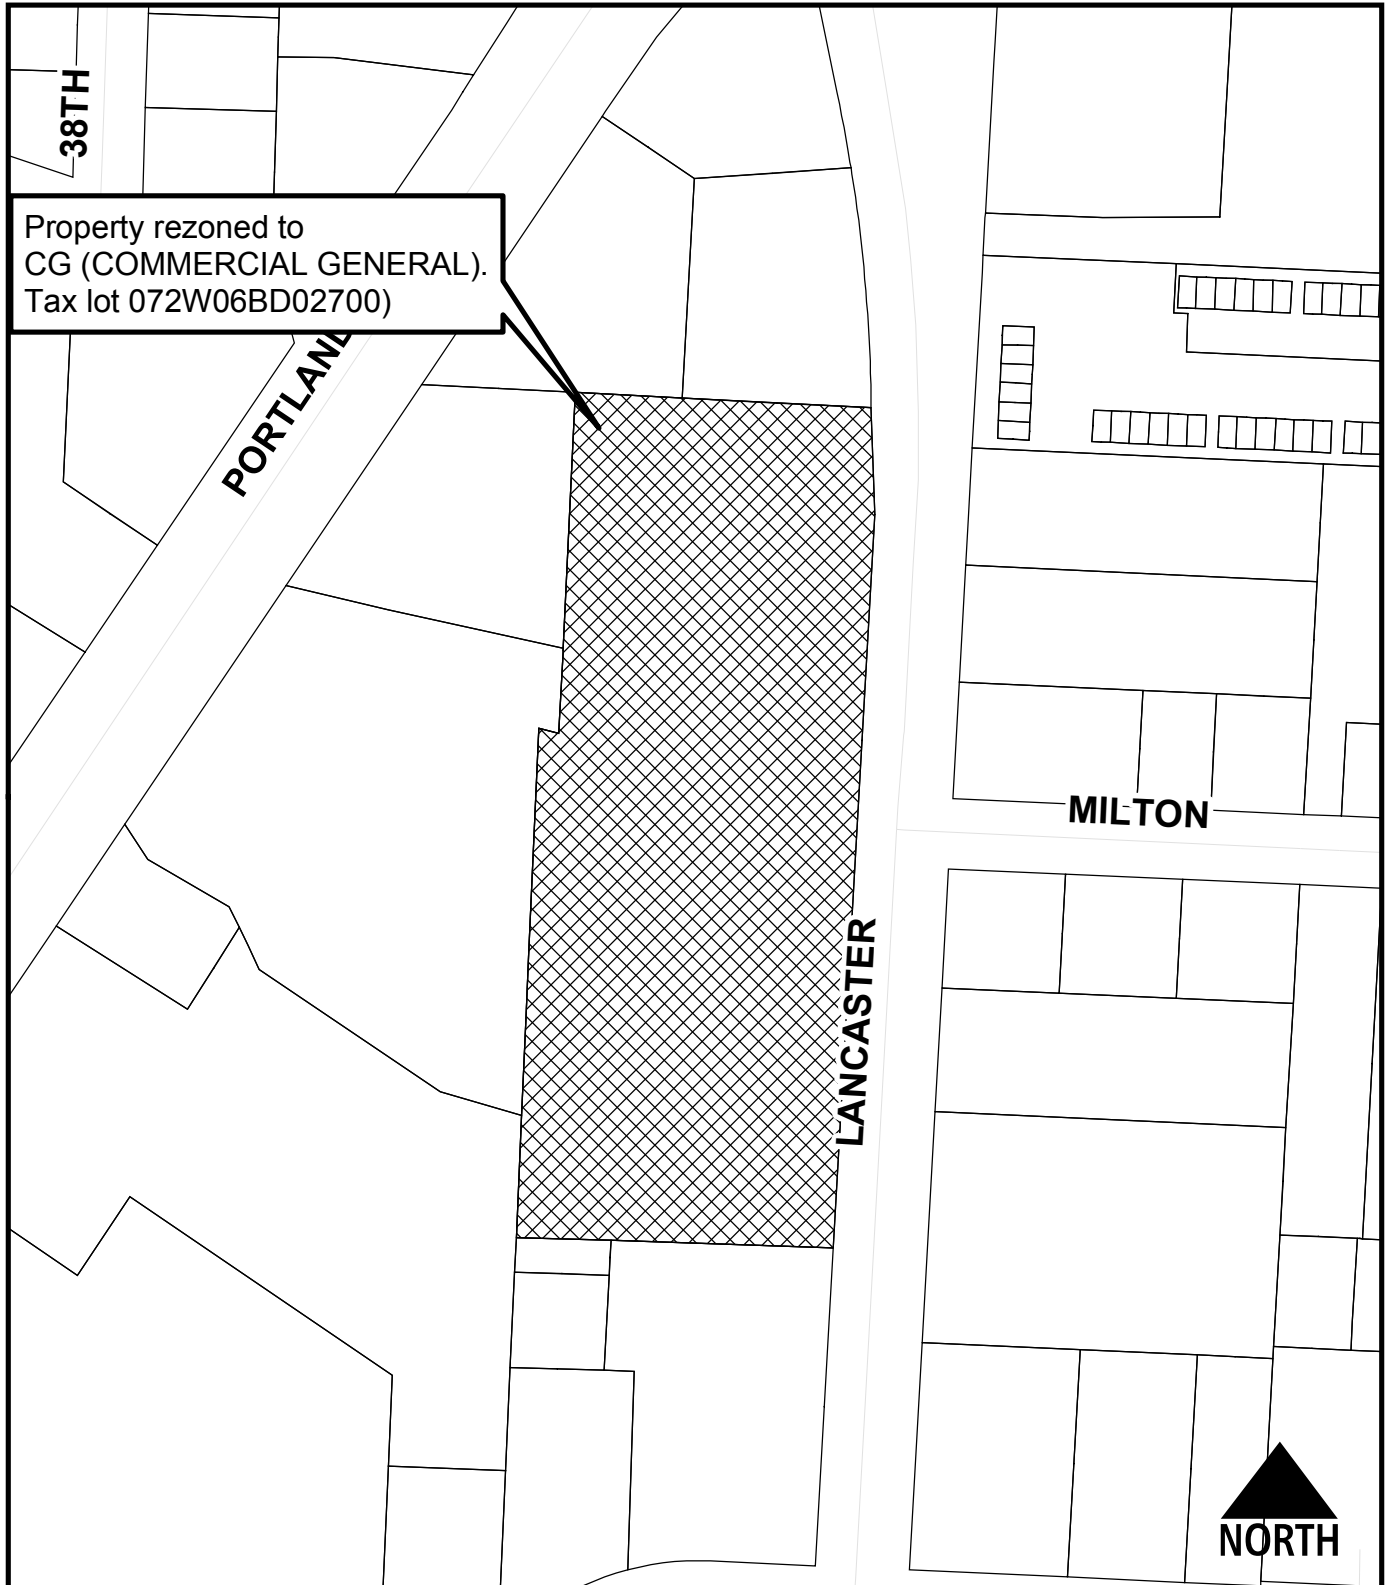 38TH
Property rezoned to
CG (COMMERCIAL GENERAL).
Tax lot 072W06BD02700)
PORTLAND
MILTON
LANCASTER
NORTH